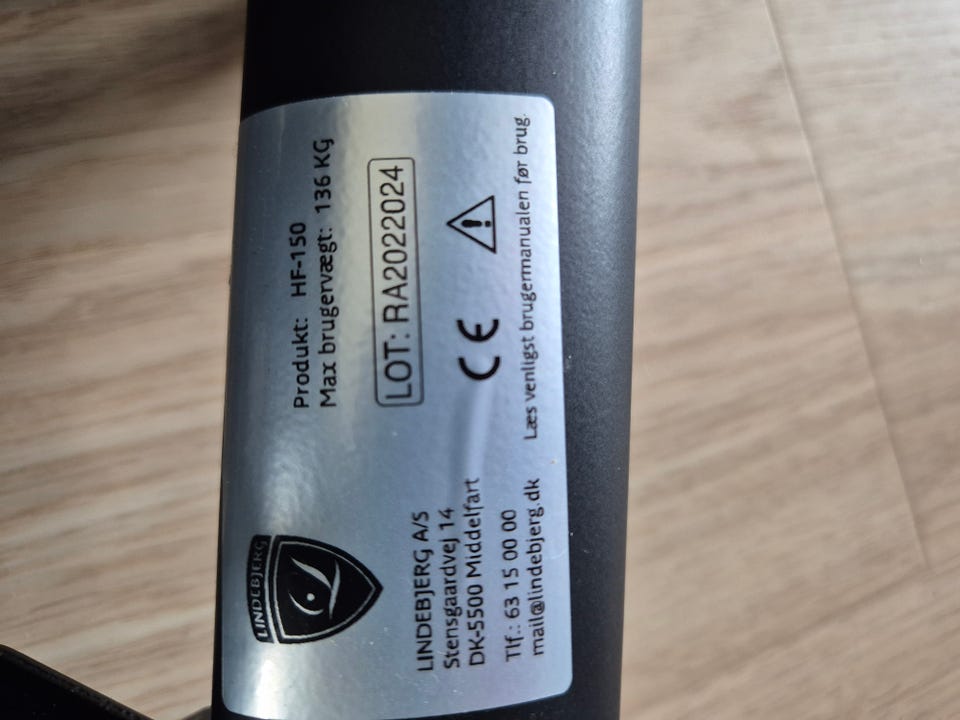 LINDEBJERG
Produkt: HF-150
Max brugervægt: 136 KG
LOT: RA2022024
CE
LINDEBJERG A/S
Stensgaardvej 14
DK-5500 Middelfart
Tlf.: 63 15 00 00
mail@lindebjerg.dk
Læs venligst brugermanualen før brug.